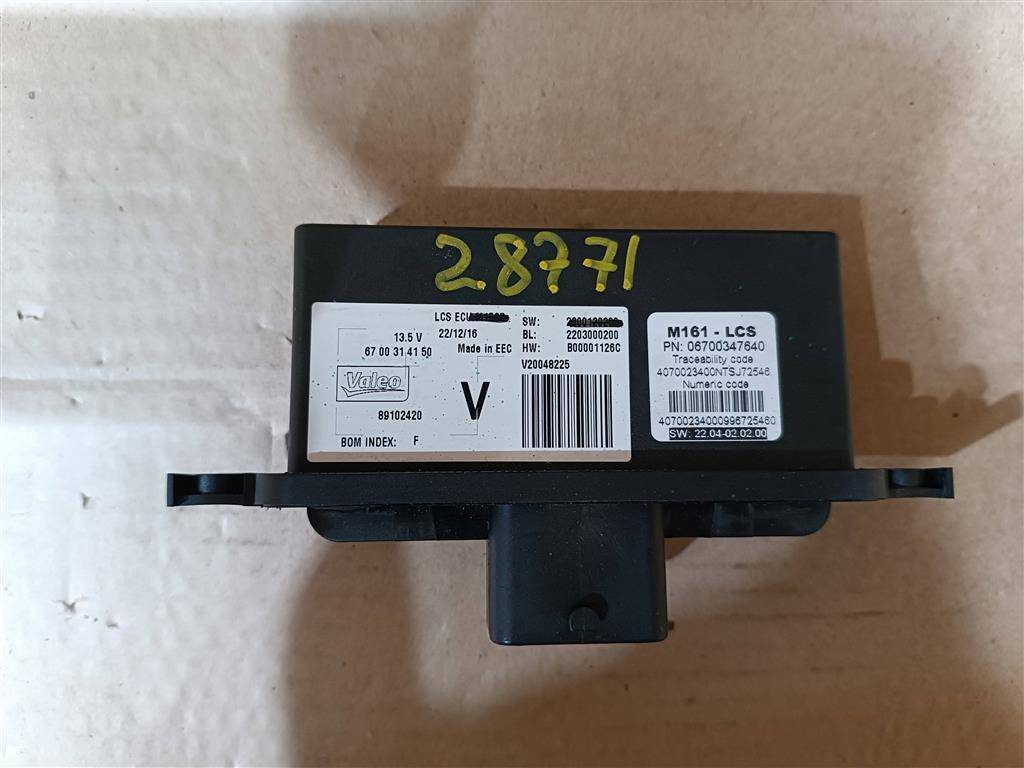 28771
LCS ECU
13.5 V
22/12/16
67 00 31 41 50
Made in EEC
Valeo
89102420
V
BOM INDEX: F
SW:
BL: 2203000200
HW: B00001126C
V20048225
M161 - LCS
PN: 06700347640
Traceability code
4070023400NTSJ72546
Numeric code
40700234000996725460
SW: 22.04-02.02.00